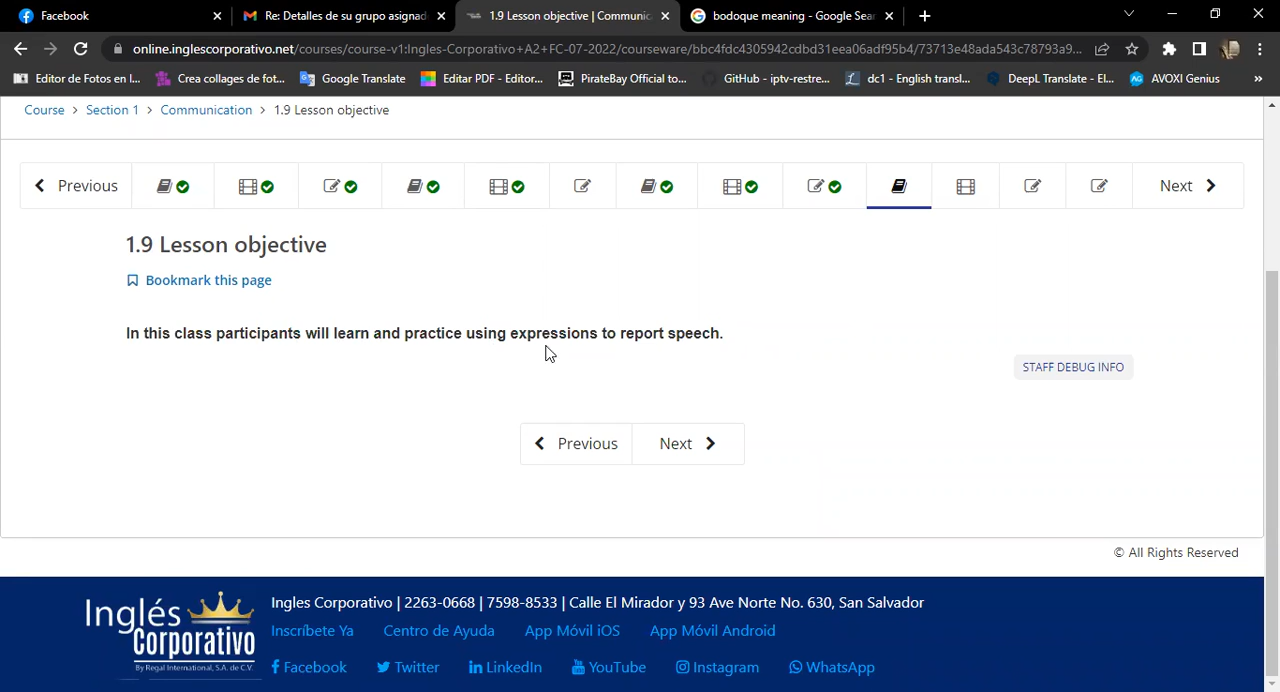 Facebook
Re: Detalles de su grupo asignad
1.9 Lesson objective | Communic
bodoque meaning - Google Sear
online.inglescorporativo.net/courses/course-v1:Ingles-Corporativo+A2+FC-07-2022/courseware/bbc4fdc4305942cdbd31eea06adf95b4/73713e48ada543c78793a9...
Editor de Fotos en l...
Crea collages de fot...
Google Translate
Editar PDF - Editor...
PirateBay Official to...
GitHub - iptv-restre...
dc1 - English transl...
DeepL Translate - El...
AVOXI Genius
»
Course > Section 1 > Communication > 1.9 Lesson objective
Previous
Next
1.9 Lesson objective
Bookmark this page
In this class participants will learn and practice using expressions to report speech.
STAFF DEBUG INFO
Previous
Next
© All Rights Reserved
Inglés
Corporativo
By Regal International, S.A. de C.V.
Ingles Corporativo | 2263-0668 | 7598-8533 | Calle El Mirador y 93 Ave Norte No. 630, San Salvador
Inscríbete Ya
Centro de Ayuda
App Móvil iOS
App Móvil Android
Facebook
Twitter
LinkedIn
YouTube
Instagram
WhatsApp